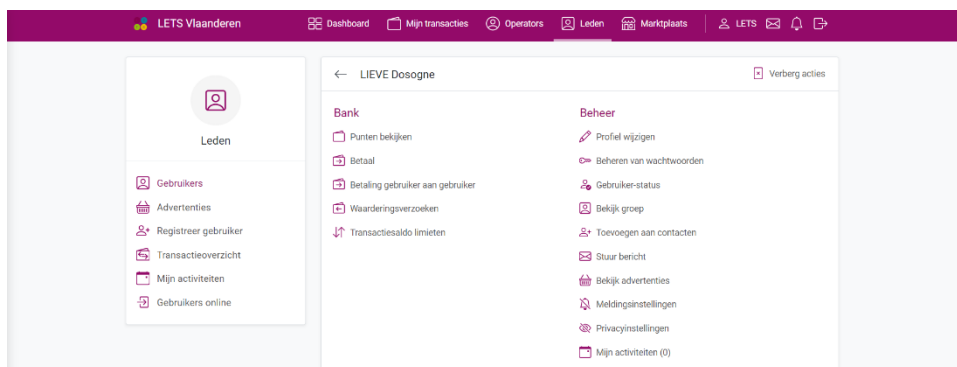 LETS Vlaanderen Dashboard Mijn transacties Operators Leden Marktplaats LETS
Leden
Gebruikers
Advertenties
Registreer gebruiker
Transactieoverzicht
Mijn activiteiten
Gebruikers online
LIEVE Dosogne Verberg acties
Bank
Punten bekijken
Betaal
Betaling gebruiker aan gebruiker
Waarderingsverzoeken
Transactiesaldo limieten
Beheer
Profiel wijzigen
Beheren van wachtwoorden
Gebruiker-status
Bekijk groep
Toevoegen aan contacten
Stuur bericht
Bekijk advertenties
Meldingsinstellingen
Privacyinstellingen
Mijn activiteiten (0)